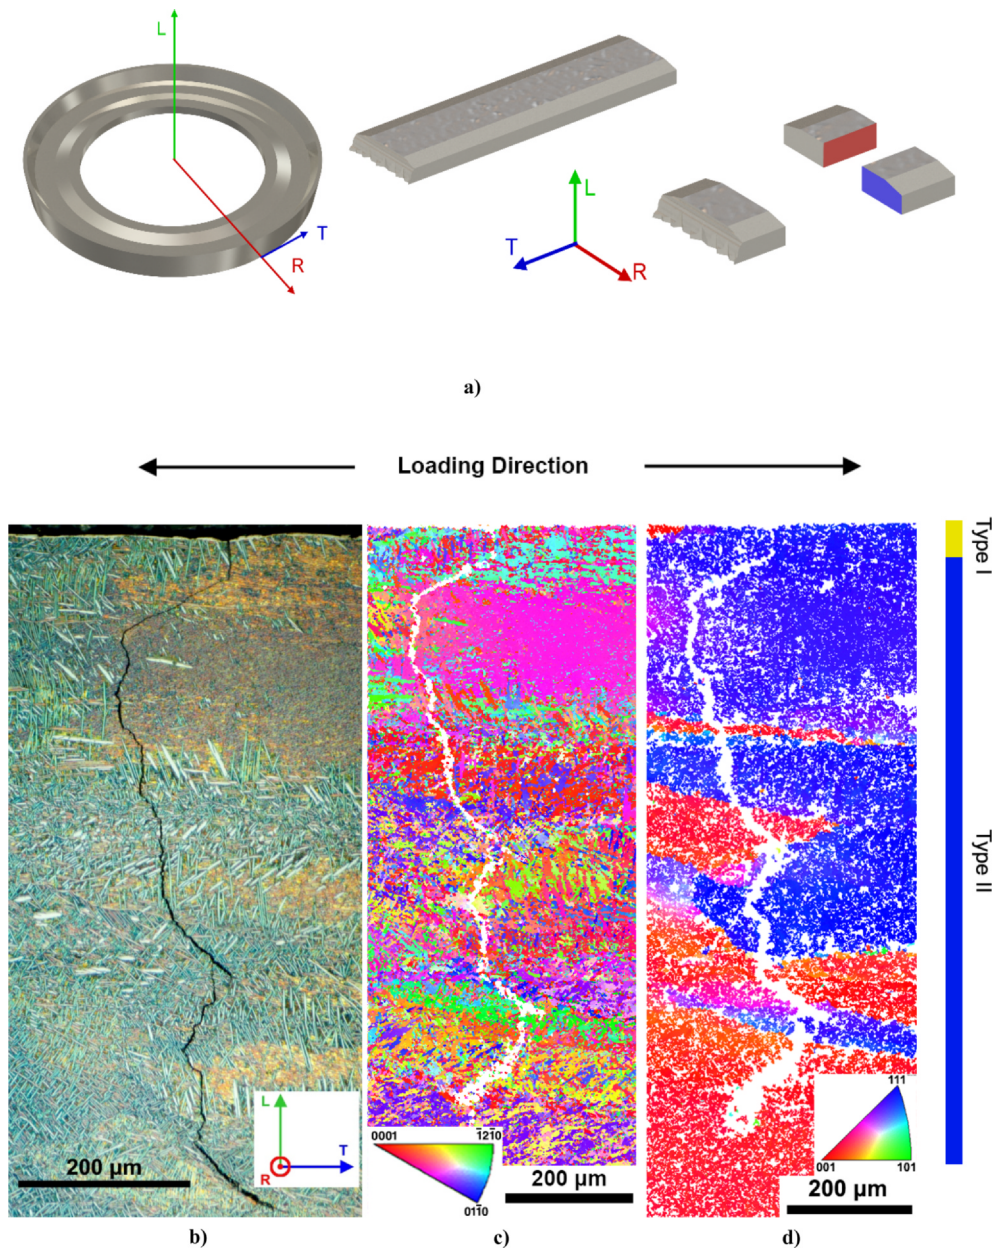 L
T
R
L
T
R
a)
Loading Direction
Type I
Type II
L
T
R
200 µm
0001
1̅21̅0
011̅0
200 µm
111
001
101
200 µm
b)
c)
d)